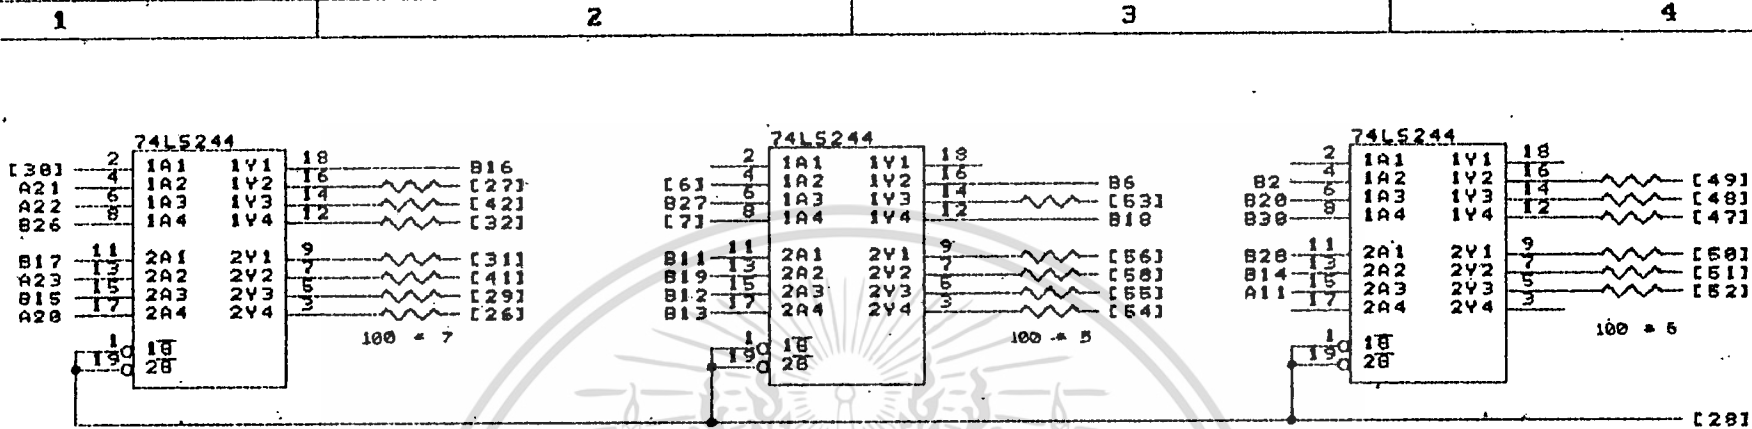 1 2 3 4
74LS244 74LS244 74LS244
[30] 2 1A1 1Y1 18 B16
A21 4 1A2 1Y2 16 [27]
A22 6 1A3 1Y3 14 [42]
B26 8 1A4 1Y4 12 [32]
B17 11 2A1 2Y1 9 [31]
A23 13 2A2 2Y2 7 [41]
B15 15 2A3 2Y3 5 [29]
A20 17 2A4 2Y4 3 [26]
100 * 7
1 1G
19 2G
2 1A1 1Y1 18
[6] 4 1A2 1Y2 16 B6
B27 6 1A3 1Y3 14 [53]
[7] 8 1A4 1Y4 12 B18
B11 11 2A1 2Y1 9 [56]
B19 13 2A2 2Y2 7 [58]
B12 15 2A3 2Y3 5 [55]
B13 17 2A4 2Y4 3 [54]
100 * 5
1 1G
19 2G
2 1A1 1Y1 18
B2 4 1A2 1Y2 16 [49]
B20 6 1A3 1Y3 14 [48]
B30 8 1A4 1Y4 12 [47]
B28 11 2A1 2Y1 9 [50]
B14 13 2A2 2Y2 7 [51]
A11 15 2A3 2Y3 5 [52]
17 2A4 2Y4 3
100 * 6
1 1G
19 2G
[28]